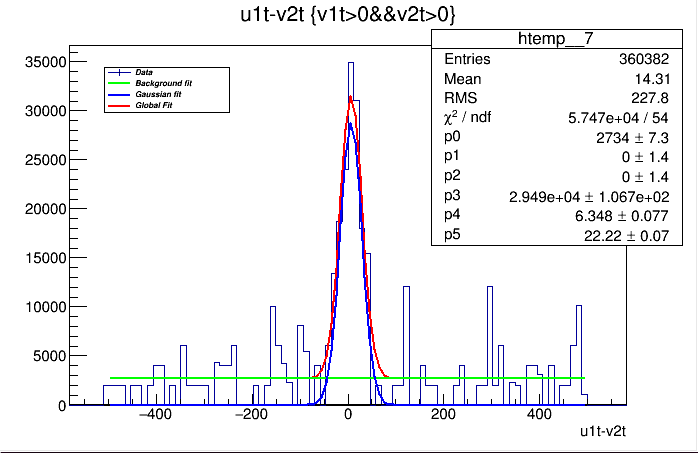 u1t-v2t {v1t>0&&v2t>0}
htemp__7
Entries 360382
Mean 14.31
RMS 227.8
χ² / ndf 5.747e+04 / 54
p0 2734 ± 7.3
p1 0 ± 1.4
p2 0 ± 1.4
p3 2.949e+04 ± 1.067e+02
p4 6.348 ± 0.077
p5 22.22 ± 0.07
Data
Background fit
Gaussian fit
Global Fit
35000
30000
25000
20000
15000
10000
5000
0
−400 −200 0 200 400
u1t-v2t